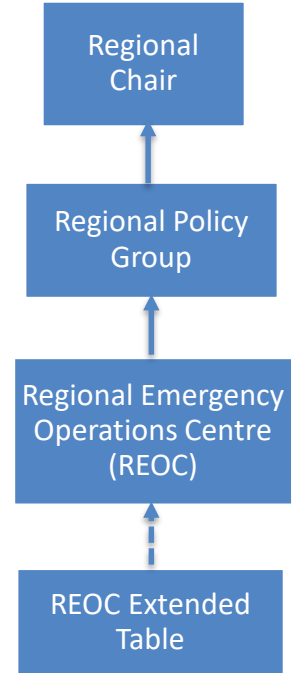 Regional
Chair
Regional Policy
Group
Regional Emergency
Operations Centre
(REOC)
REOC Extended
Table